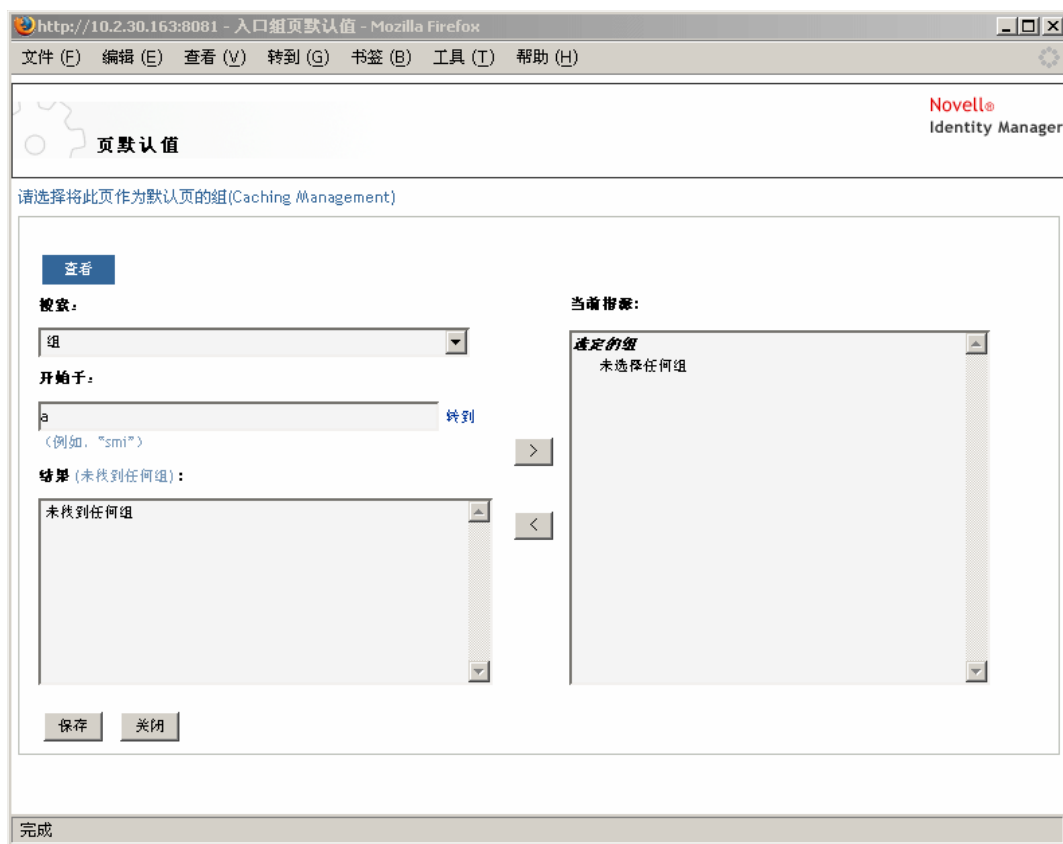 http://10.2.30.163:8081 - 入口组页默认值 - Mozilla Firefox
文件 (F) 编辑 (E) 查看 (V) 转到 (G) 书签 (B) 工具 (T) 帮助 (H)
Novell®
Identity Manager
页默认值
请选择将此页作为默认页的组(Caching Management)
查看
搜索:
组
开始于:
a
转到
(例如, “smi”)
结果 (未找到任何组):
未找到任何组
当前指派:
选定的组
未选择任何组
>
<
保存
关闭
完成